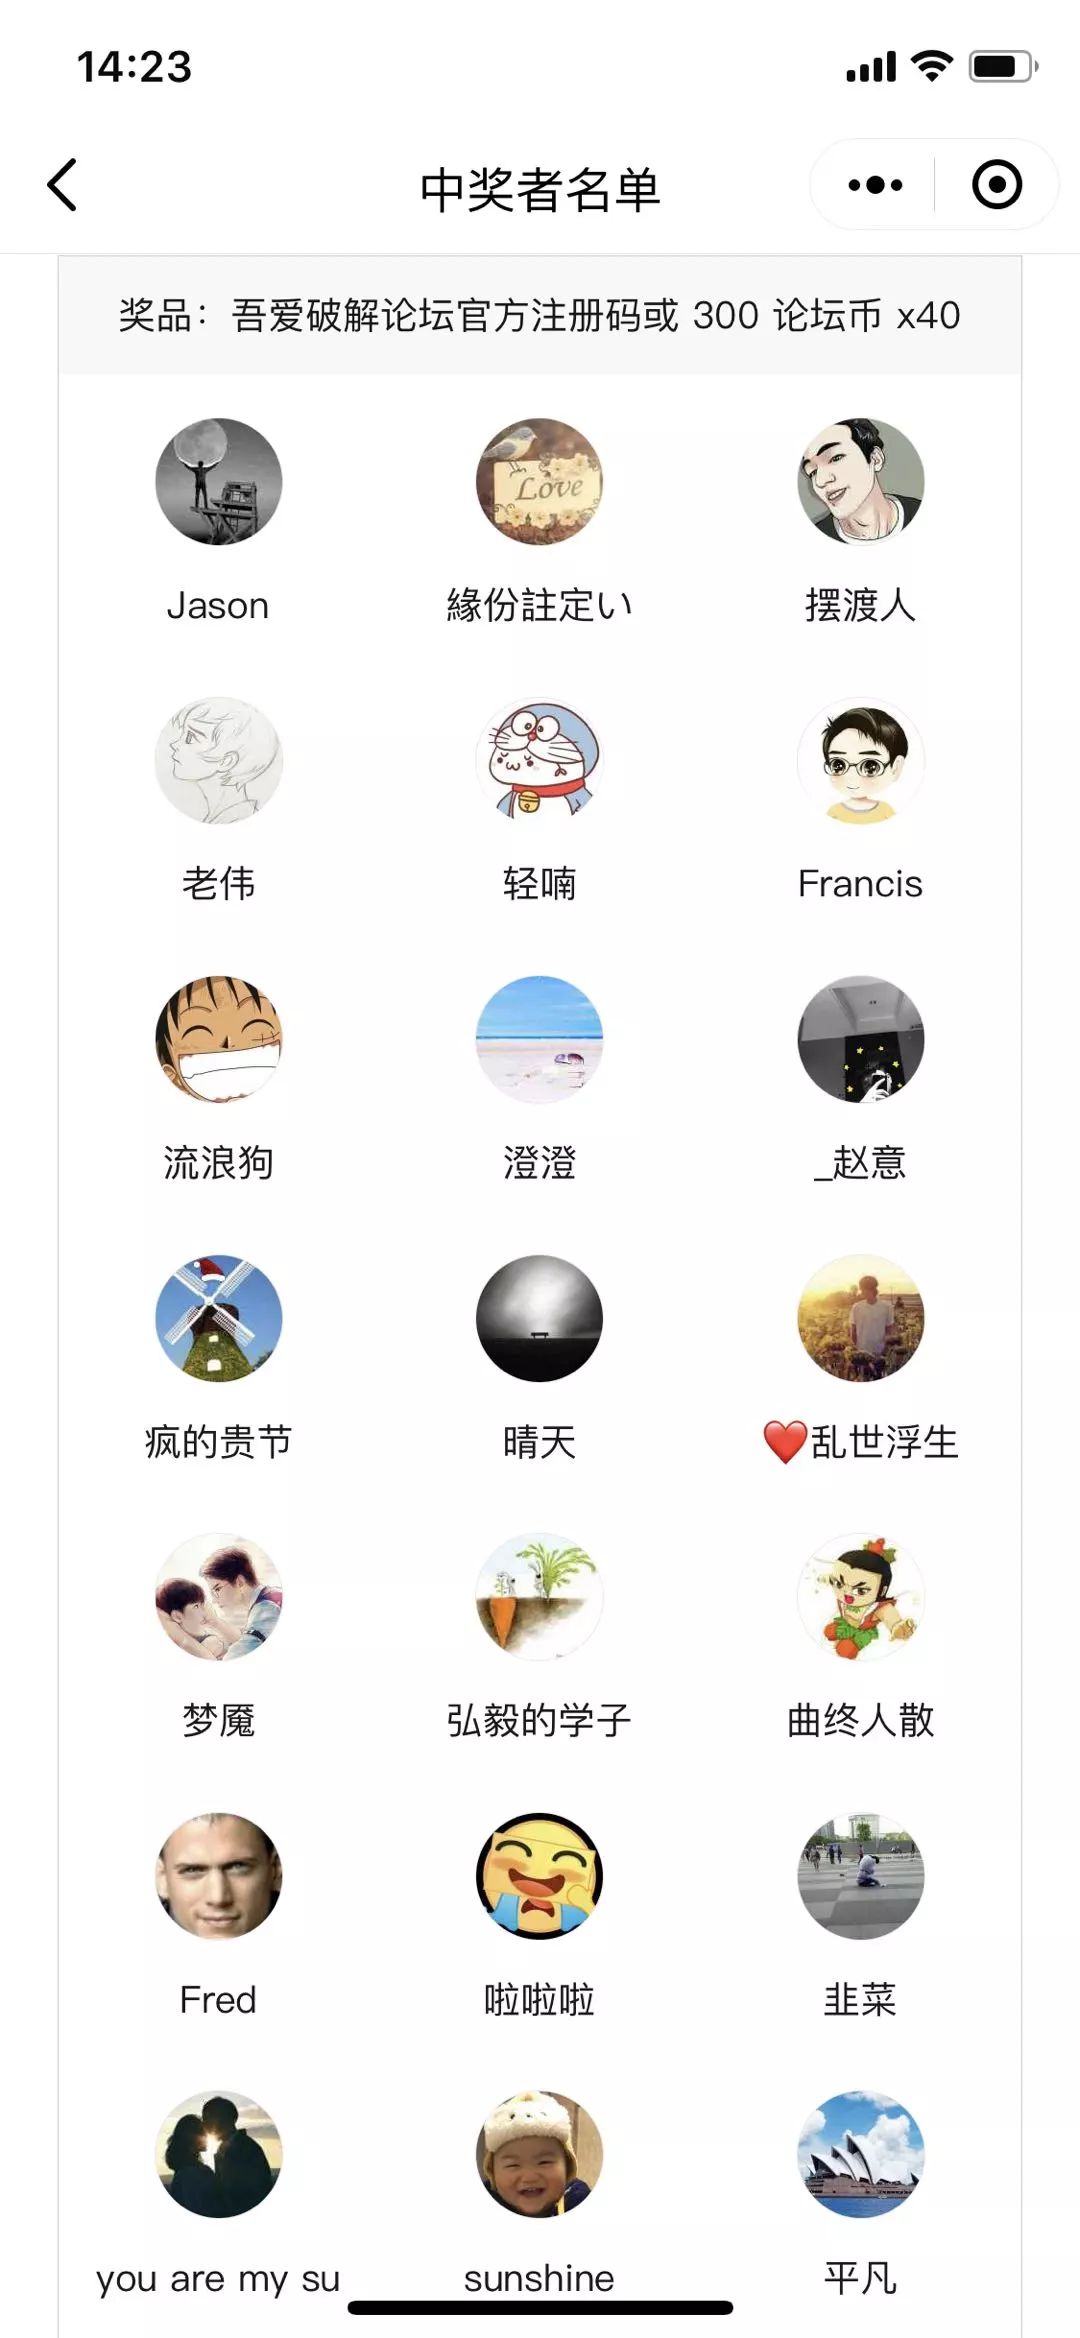 14:23
中奖者名单
奖品：吾爱破解论坛官方注册码或 300 论坛币 x40
Love
Jason
緣份註定い
摆渡人
老伟
轻喃
Francis
流浪狗
澄澄
_赵意
疯的贵节
晴天
❤️乱世浮生
梦魇
弘毅的学子
曲终人散
Fred
啦啦啦
韭菜
you are my su
sunshine
平凡